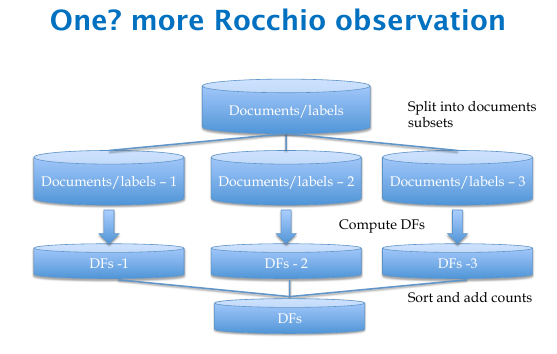 One? more Rocchio observation
Documents/labels
Split into documents
subsets
Documents/labels – 1
Documents/labels – 2
Documents/labels – 3
Compute DFs
DFs -1
DFs - 2
DFs -3
Sort and add counts
DFs